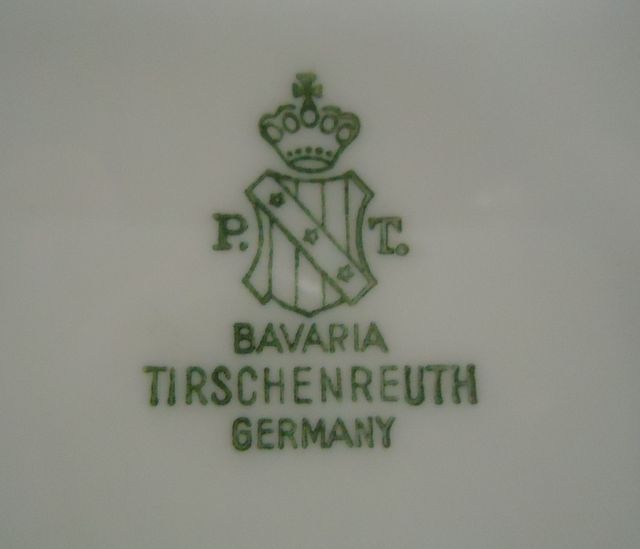 P. T.
BAVARIA
TIRSCHENREUTH
GERMANY